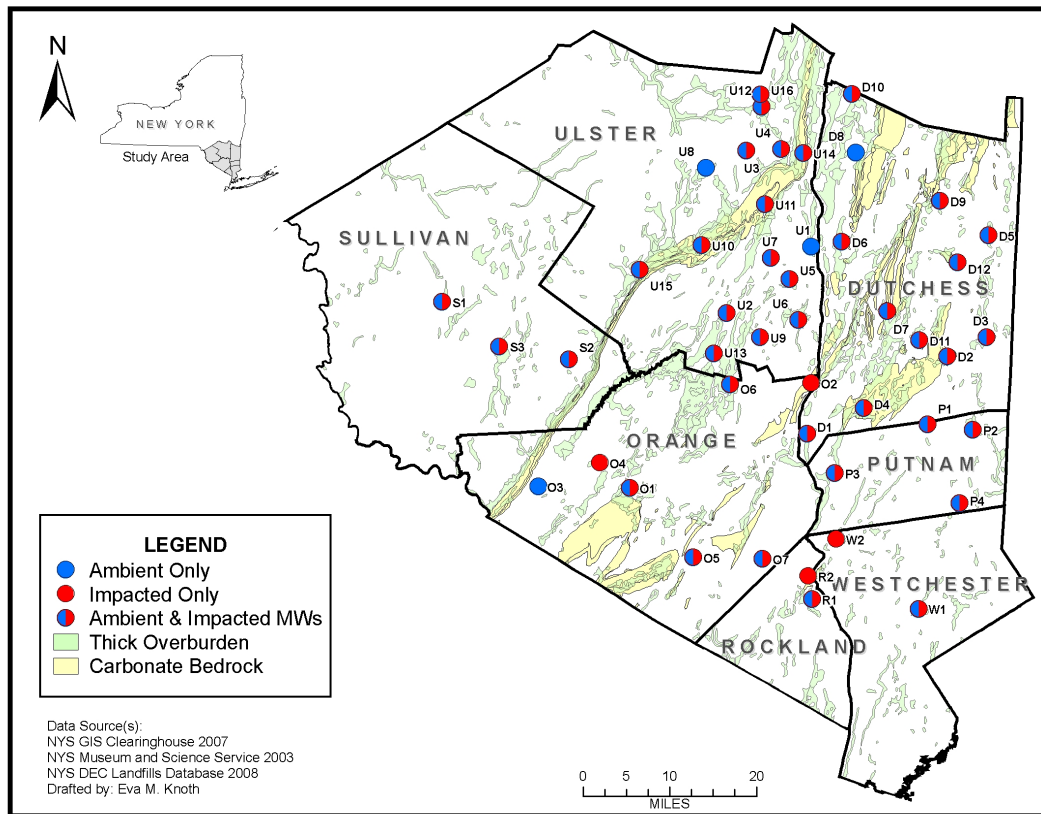 N
NEW YORK
Study Area
ULSTER
SULLIVAN
DUTCHESS
ORANGE
PUTNAM
WESTCHESTER
ROCKLAND
U12
U16
D10
U4
D8
U8
U3
U14
U11
D9
U1
D5
U10
U7
D6
D12
U15
U5
S1
U2
U6
D7
D3
S3
S2
U9
D11
U13
D2
O6
O2
D4
P1
D1
P2
O4
P3
O3
O1
P4
W2
O5
O7
R2
R1
W1
LEGEND
Ambient Only
Impacted Only
Ambient & Impacted MWs
Thick Overburden
Carbonate Bedrock
Data Source(s):
NYS GIS Clearinghouse 2007
NYS Museum and Science Service 2003
NYS DEC Landfills Database 2008
Drafted by: Eva M. Knoth
0 5 10 20
MILES